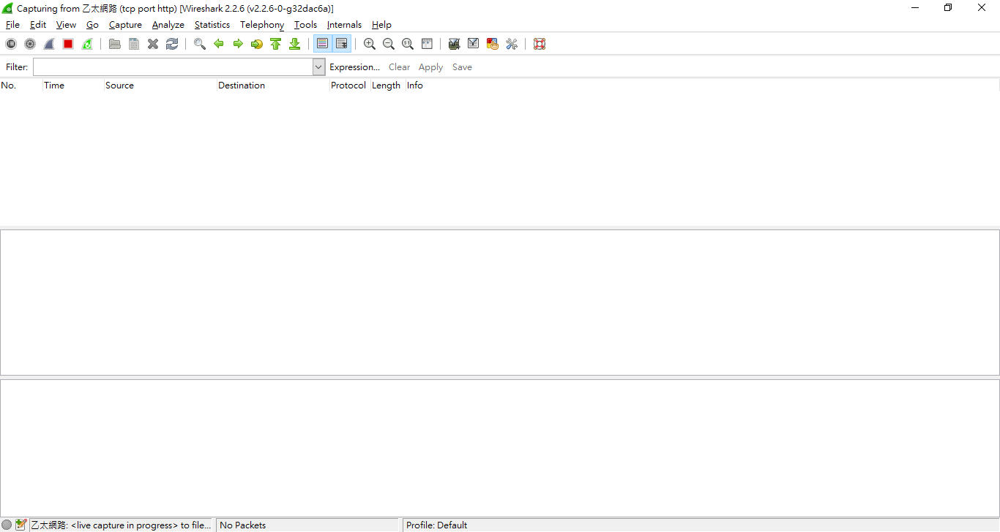 Capturing from 乙太網路 (tcp port http) [Wireshark 2.2.6 (v2.2.6-0-g32dac6a)]
File Edit View Go Capture Analyze Statistics Telephony Tools Internals Help
Filter: Expression... Clear Apply Save
No. Time Source Destination Protocol Length Info
乙太網路: <live capture in progress> to file... No Packets Profile: Default